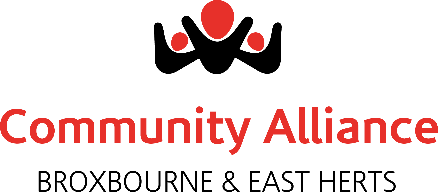 Community Alliance
BROXBOURNE & EAST HERTS